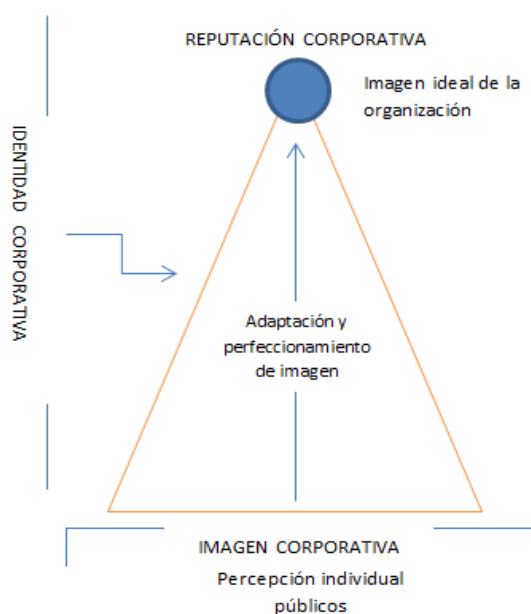 REPUTACIÓN CORPORATIVA
Imagen ideal de la
organización
IDENTIDAD CORPORATIVA
Adaptación y
perfeccionamiento
de imagen
IMAGEN CORPORATIVA
Percepción individual
públicos